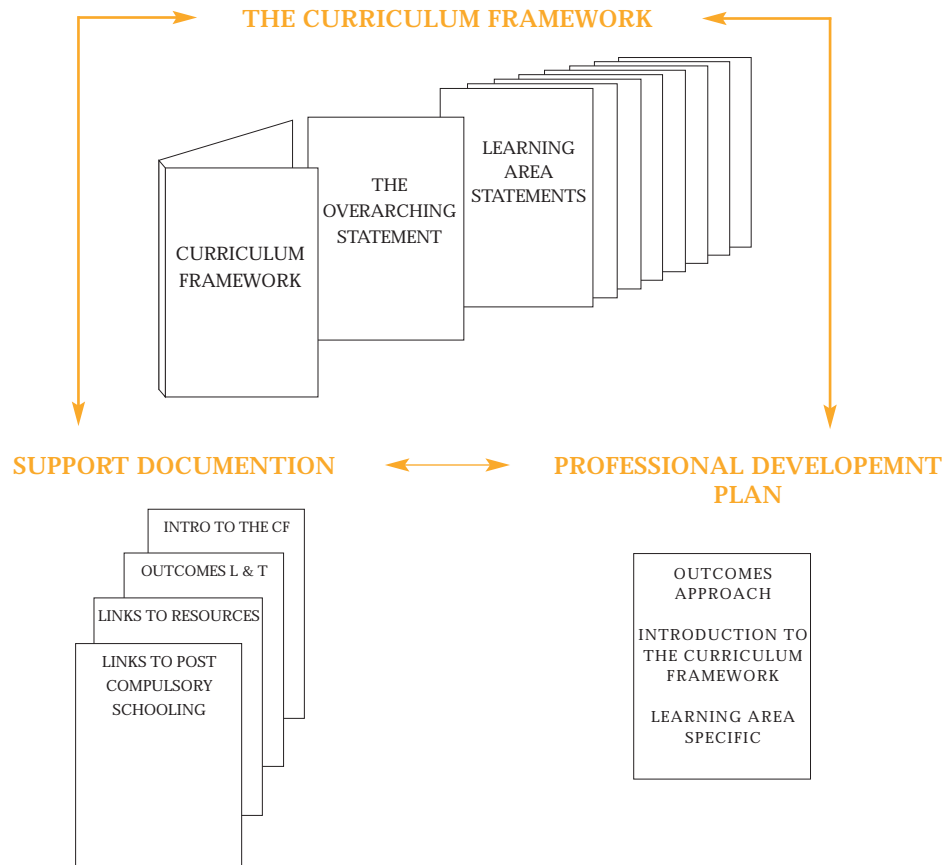 THE CURRICULUM FRAMEWORK
LEARNING
AREA
STATEMENTS
THE
OVERARCHING
STATEMENT
CURRICULUM
FRAMEWORK
SUPPORT DOCUMENTION
PROFESSIONAL DEVELOPEMNT
PLAN
INTRO TO THE CF
OUTCOMES L & T
LINKS TO RESOURCES
LINKS TO POST
COMPULSORY
SCHOOLING
OUTCOMES
APPROACH
INTRODUCTION TO
THE CURRICULUM
FRAMEWORK
LEARNING AREA
SPECIFIC